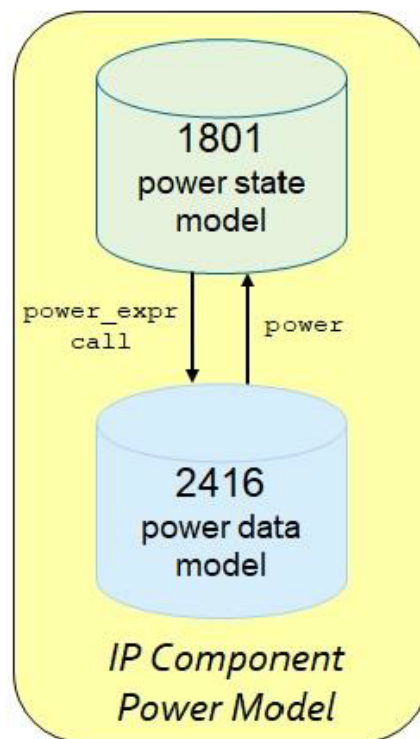 1801
power state
model
power_expr
call
power
2416
power data
model
IP Component
Power Model